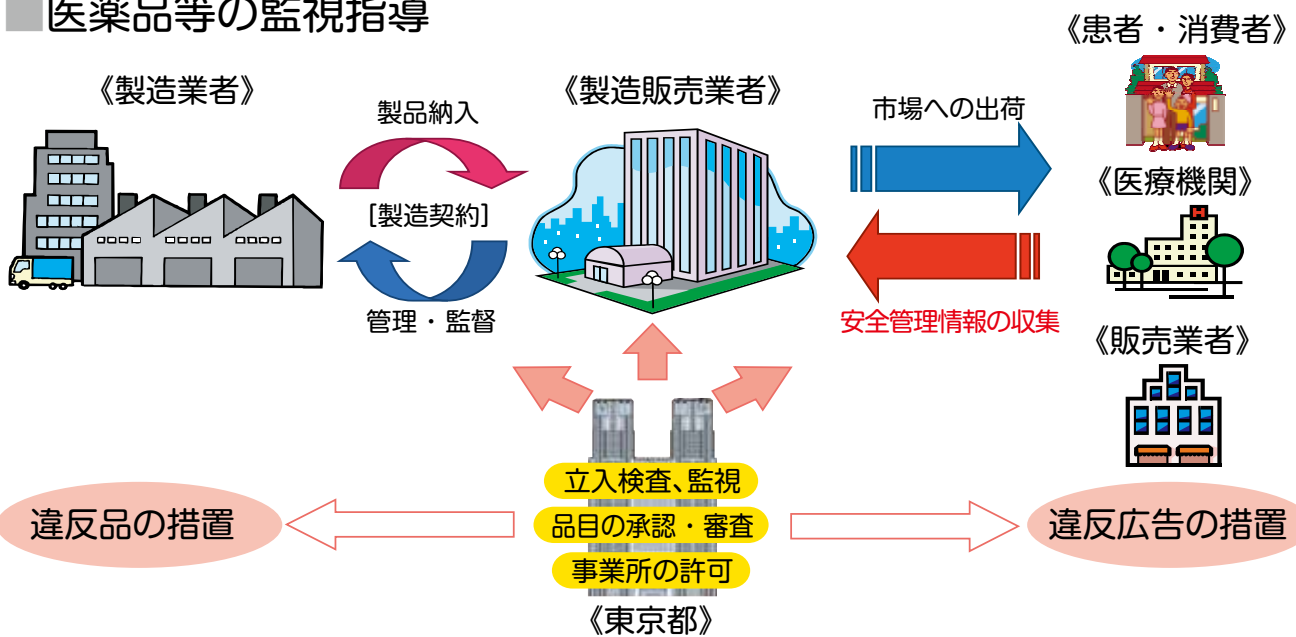 ■医薬品等の監視指導
《患者・消費者》
《製造業者》
《製造販売業者》
製品納入
市場への出荷
《医療機関》
H
[製造契約]
管理・監督
安全管理情報の収集
《販売業者》
立入検査、監視
違反品の措置
品目の承認・審査
違反広告の措置
事業所の許可
《東京都》